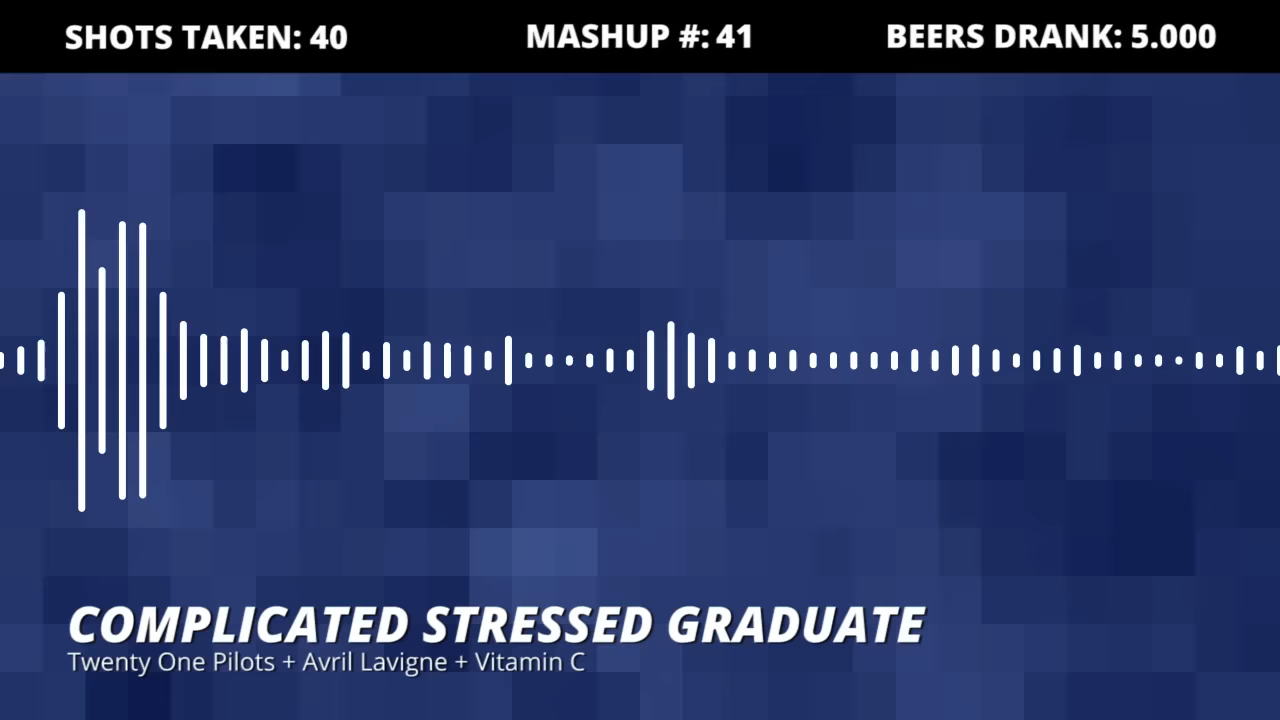 SHOTS TAKEN: 40
MASHUP #: 41
BEERS DRANK: 5.000
COMPLICATED STRESSED GRADUATE
Twenty One Pilots + Avril Lavigne + Vitamin C